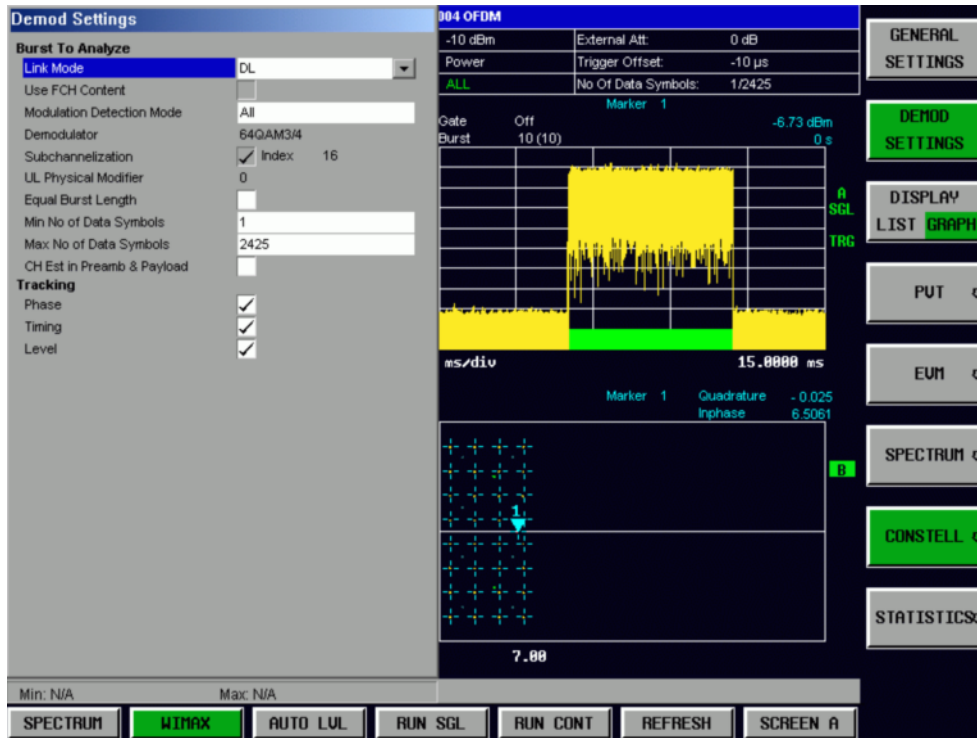 Demod Settings
Burst To Analyze
Link Mode DL
Use FCH Content
Modulation Detection Mode All
Demodulator 64QAM3/4
Subchannelization Index 16
UL Physical Modifier 0
Equal Burst Length
Min No of Data Symbols 1
Max No of Data Symbols 2425
CH Est in Preamb & Payload
Tracking
Phase
Timing
Level
Min: N/A Max: N/A
004 OFDM
-10 dBm External Att: 0 dB
Power Trigger Offset: -10 µs
ALL No Of Data Symbols: 1/2425
Marker 1
Gate Off -6.73 dBm
Burst 10 (10) 0 s
A
SGL
TRG
ms/div 15.0000 ms
Marker 1 Quadrature - 0.025
Inphase 6.5061
1
B
7.00
GENERAL
SETTINGS
DEMOD
SETTINGS
DISPLAY
LIST GRAPH
PVT
EVM
SPECTRUM
CONSTELL
STATISTICS
SPECTRUM WIMAX AUTO LVL RUN SGL RUN CONT REFRESH SCREEN A